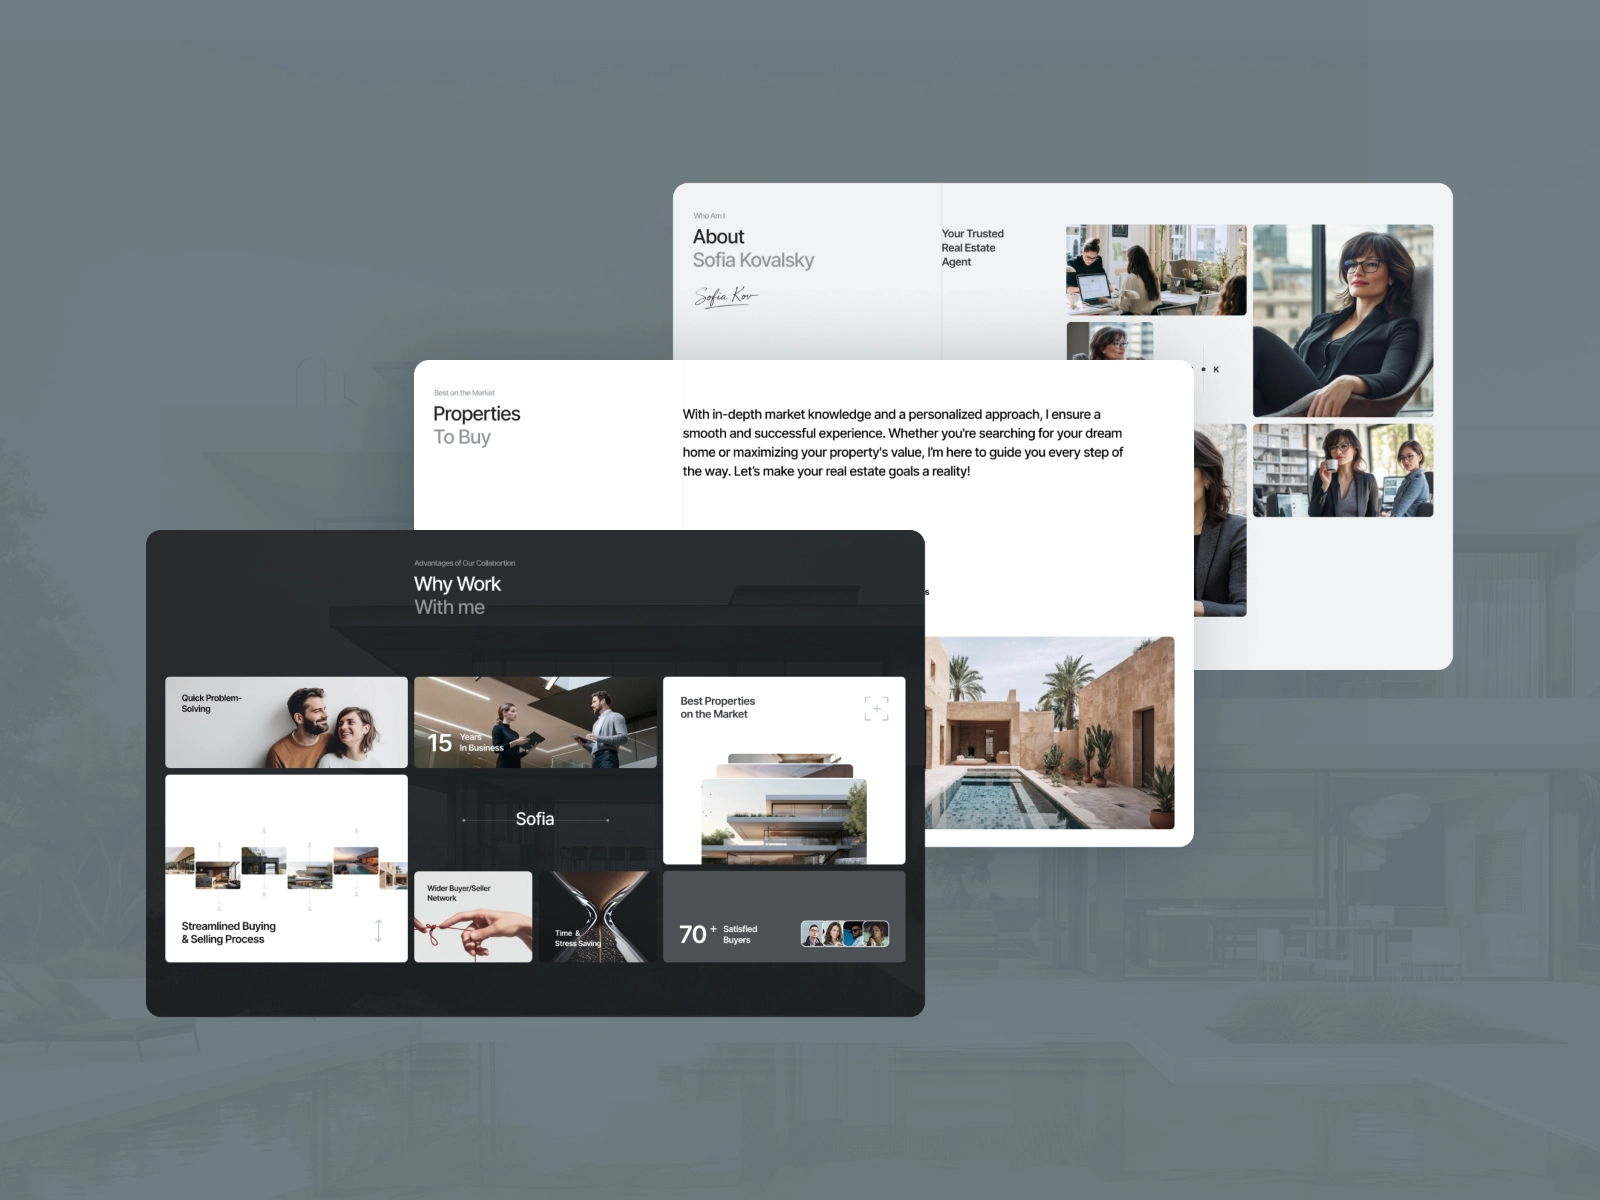 Who Am I
About
Sofia Kovalsky
Sofia Kov
Your Trusted
Real Estate
Agent
K
Best on the Market
Properties
To Buy
With in-depth market knowledge and a personalized approach, I ensure a
smooth and successful experience. Whether you're searching for your dream
home or maximizing your property's value, I'm here to guide you every step of
the way. Let's make your real estate goals a reality!
s
Advantages of Our Collabortion
Why Work
With me
Quick Problem-
Solving
15 Years
In Business
Best Properties
on the Market
Sofia
Streamlined Buying
& Selling Process
Wider Buyer/Seller
Network
Time &
Stress Saving
70+ Satisfied
Buyers